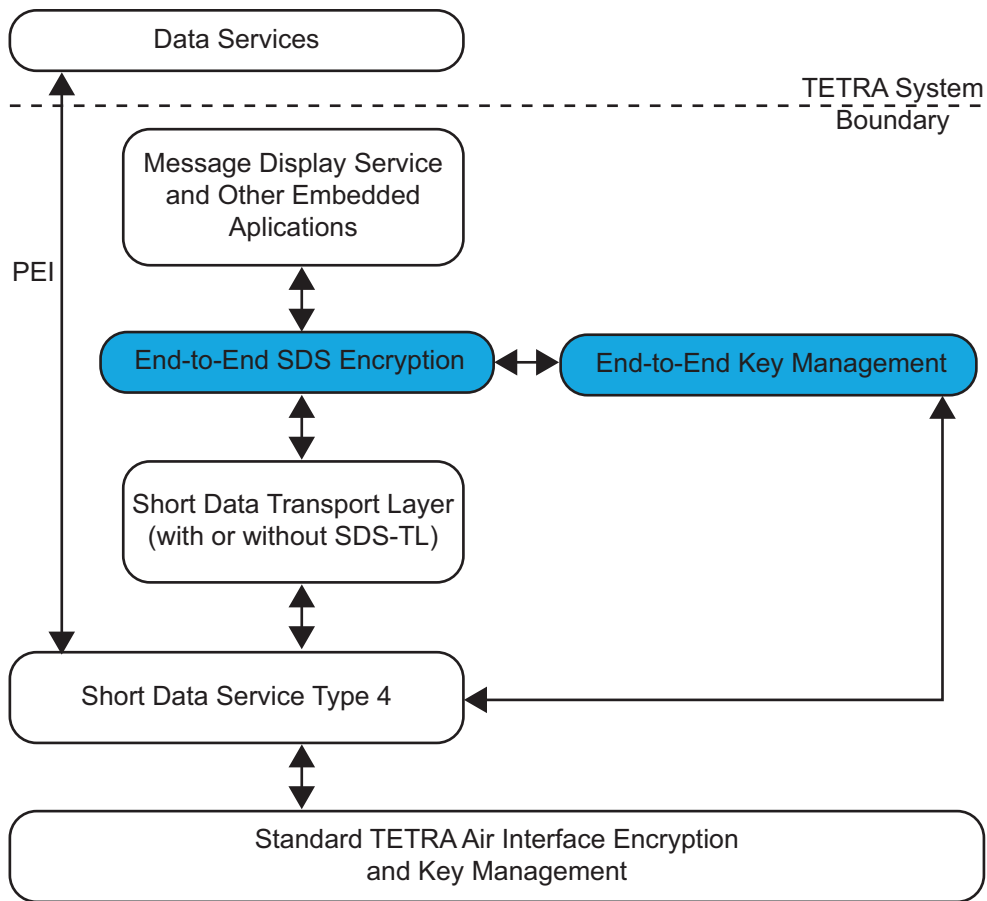 Data Services
TETRA System
Boundary
Message Display Service
and Other Embedded
Aplications
PEI
End-to-End SDS Encryption
End-to-End Key Management
Short Data Transport Layer
(with or without SDS-TL)
Short Data Service Type 4
Standard TETRA Air Interface Encryption
and Key Management